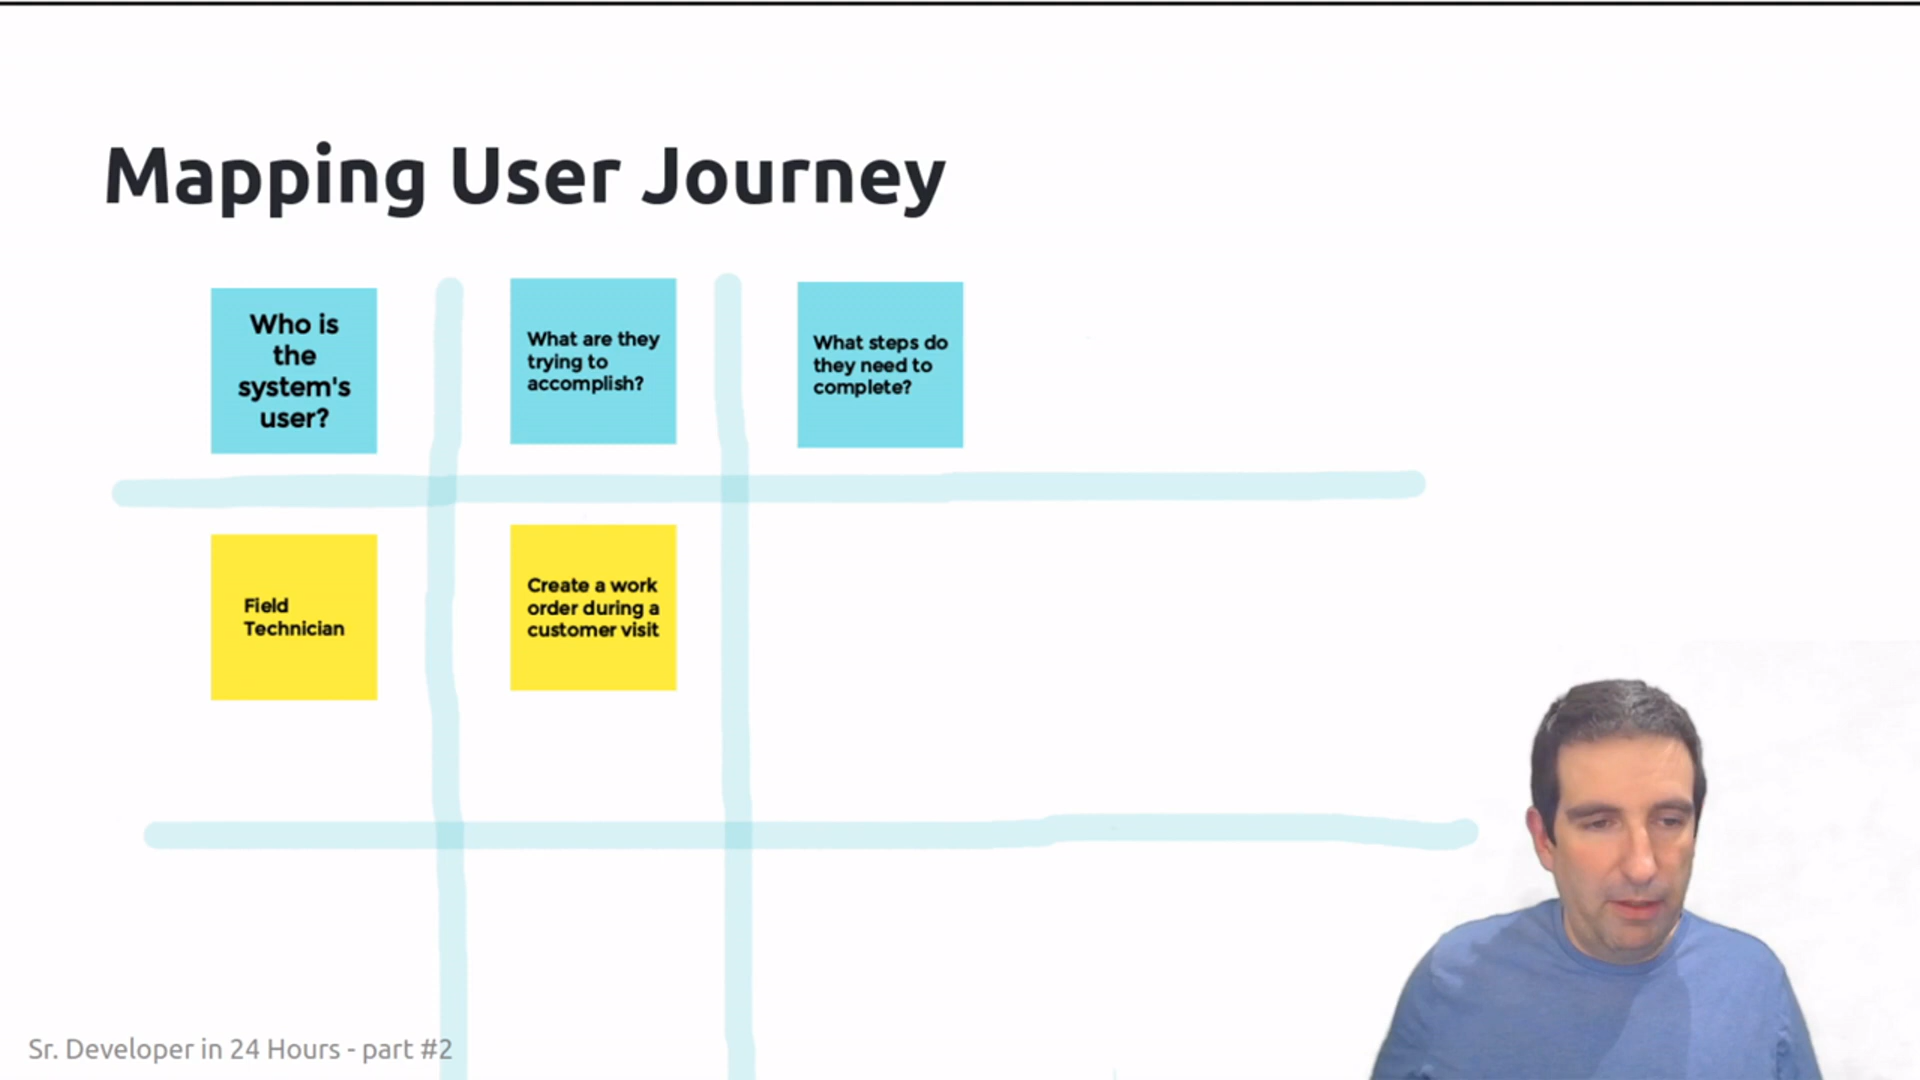 Mapping User Journey
Who is
the
system's
user?
What are they
trying to
accomplish?
What steps do
they need to
complete?
Field
Technician
Create a work
order during a
customer visit
Sr. Developer in 24 Hours - part #2